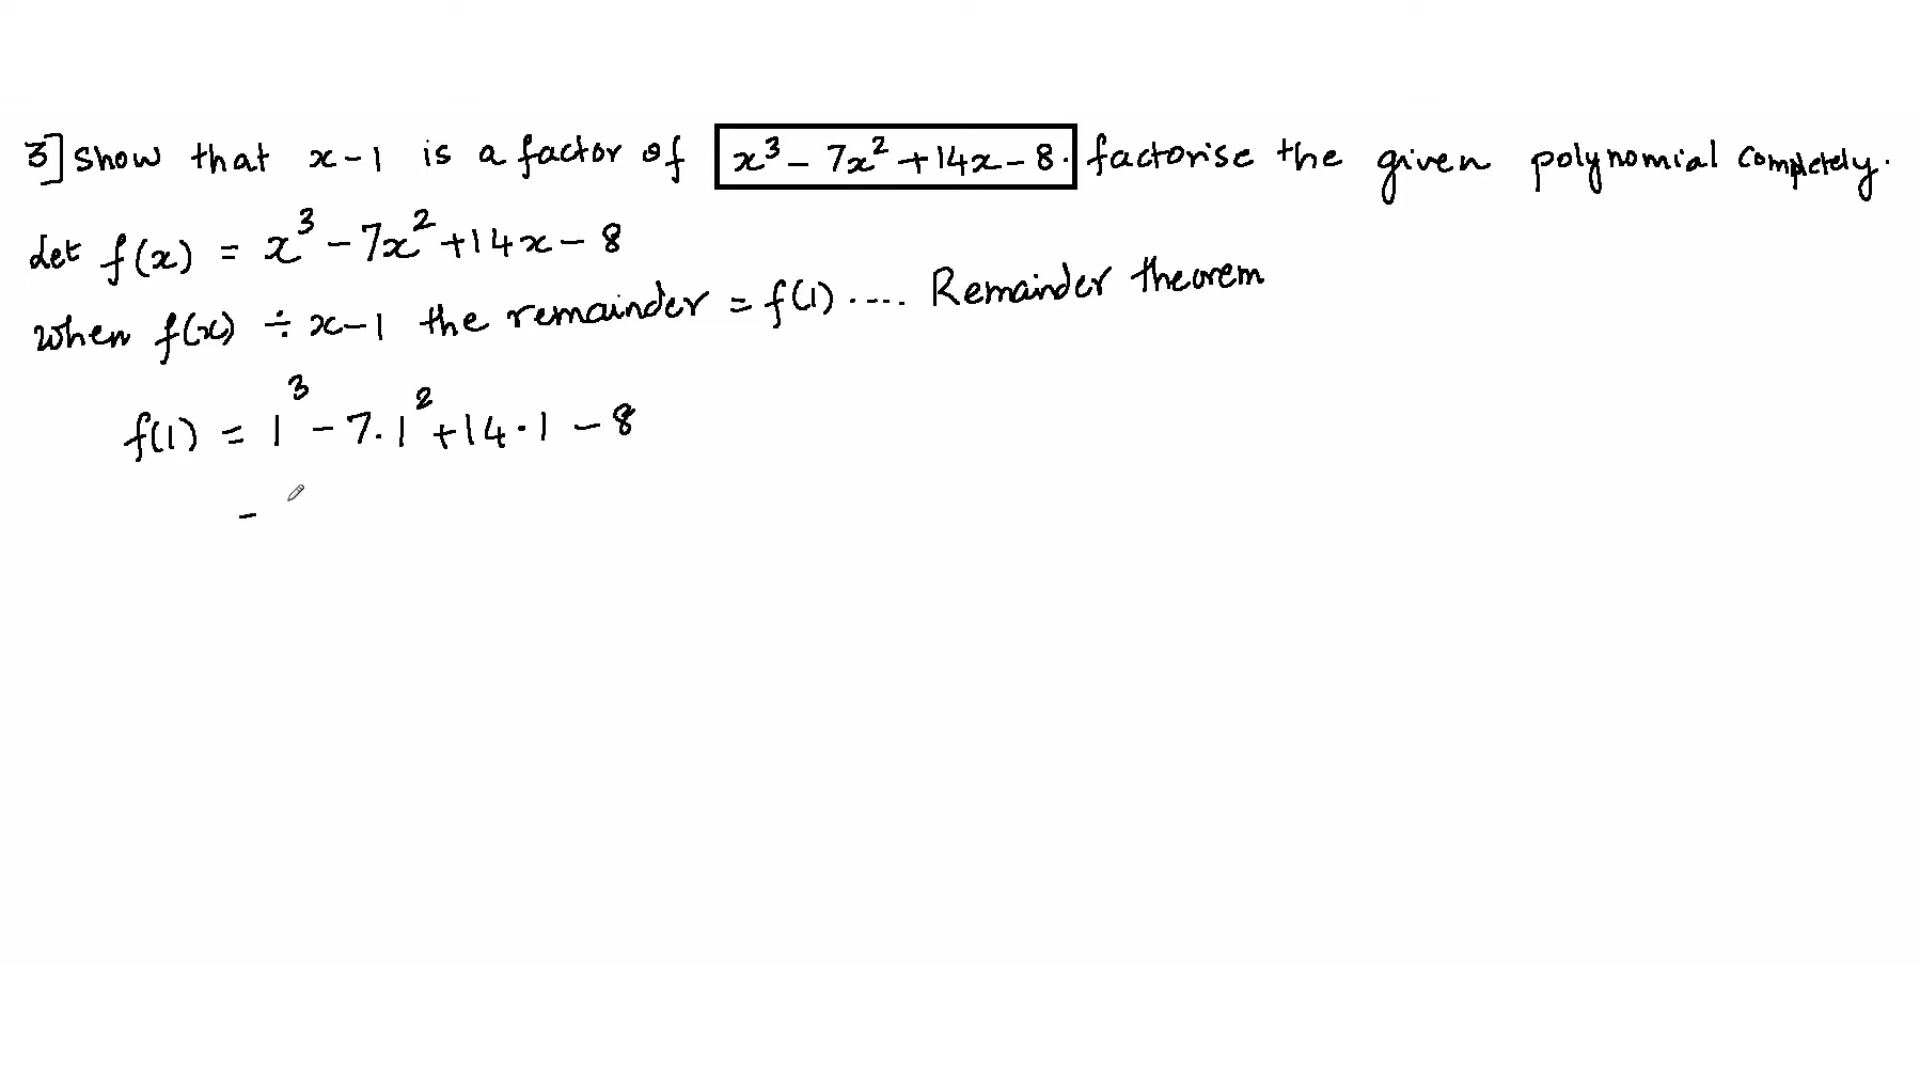 3] Show that x-1 is a factor of x³ - 7x² + 14x - 8. factorise the given polynomial completely.
Let f(x) = x³ - 7x² + 14x - 8
When f(x) ÷ x-1 the remainder = f(1) .... Remainder theorem
f(1) = 1³ - 7.1² + 14.1 - 8
-